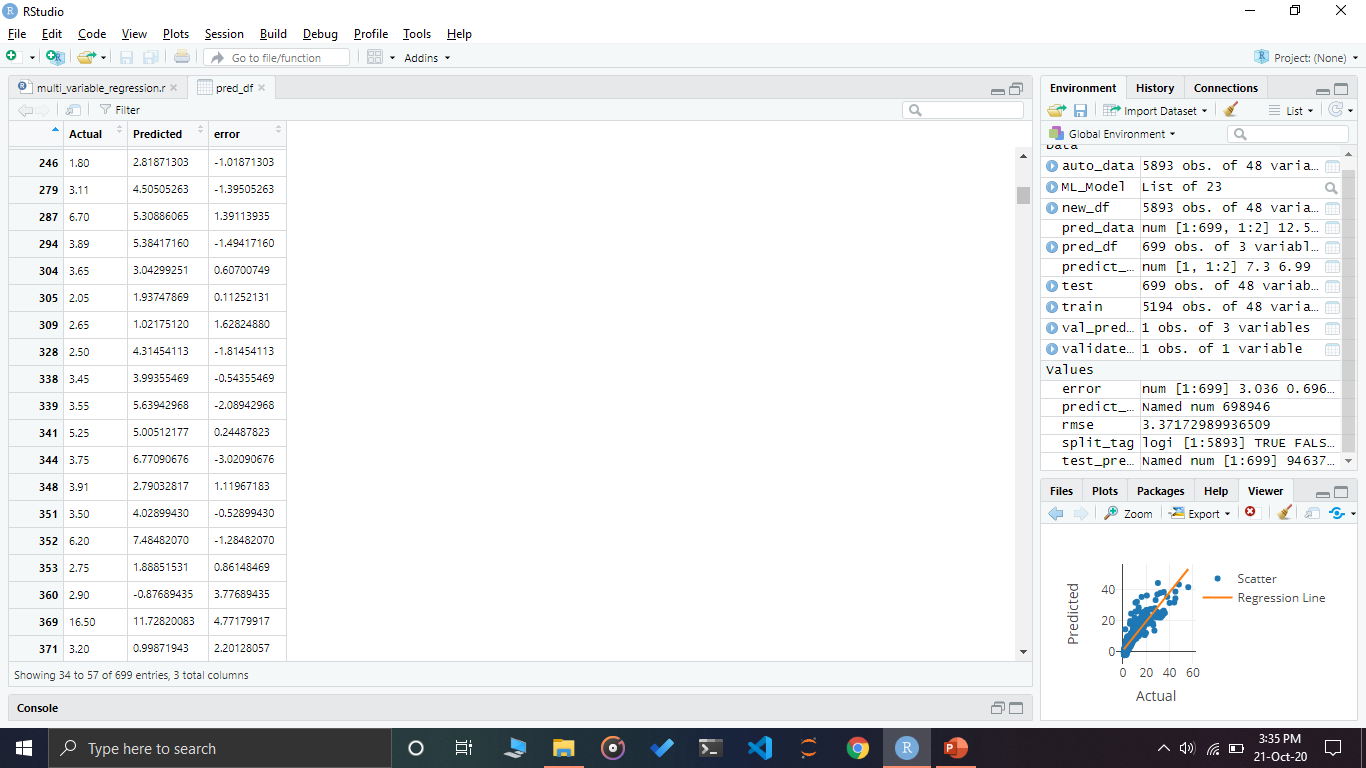 RStudio
File Edit Code View Plots Session Build Debug Profile Tools Help
Go to file/function Addins Project: (None)
multi_variable_regression.r pred_df
Filter
Actual Predicted error
246 1.80 2.81871303 -1.01871303
279 3.11 4.50505263 -1.39505263
287 6.70 5.30886065 1.39113935
294 3.89 5.38417160 -1.49417160
304 3.65 3.04299251 0.60700749
305 2.05 1.93747869 0.11252131
309 2.65 1.02175120 1.62824880
328 2.50 4.31454113 -1.81454113
338 3.45 3.99355469 -0.54355469
339 3.55 5.63942968 -2.08942968
341 5.25 5.00512177 0.24487823
344 3.75 6.77090676 -3.02090676
348 3.91 2.79032817 1.11967183
351 3.50 4.02899430 -0.52899430
352 6.20 7.48482070 -1.28482070
353 2.75 1.88851531 0.86148469
360 2.90 -0.87689435 3.77689435
369 16.50 11.72820083 4.77179917
371 3.20 0.99871943 2.20128057
Showing 34 to 57 of 699 entries, 3 total columns
Console
Environment History Connections
Import Dataset List
Global Environment
Data
auto_data 5893 obs. of 48 varia…
ML_Model List of 23
new_df 5893 obs. of 48 varia…
pred_data num [1:699, 1:2] 12.5…
pred_df 699 obs. of 3 variabl…
predict_… num [1, 1:2] 7.3 6.99
test 699 obs. of 48 variab…
train 5194 obs. of 48 varia…
val_pred… 1 obs. of 3 variables
validate… 1 obs. of 1 variable
Values
error num [1:699] 3.036 0.696…
predict_… Named num 698946
rmse 3.37172989936509
split_tag logi [1:5893] TRUE FALS…
test_pre… Named num [1:699] 94637…
Files Plots Packages Help Viewer
Zoom Export
Scatter
Regression Line
Predicted
40
20
0
0 20 40 60
Actual
Type here to search
3:35 PM
21-Oct-20